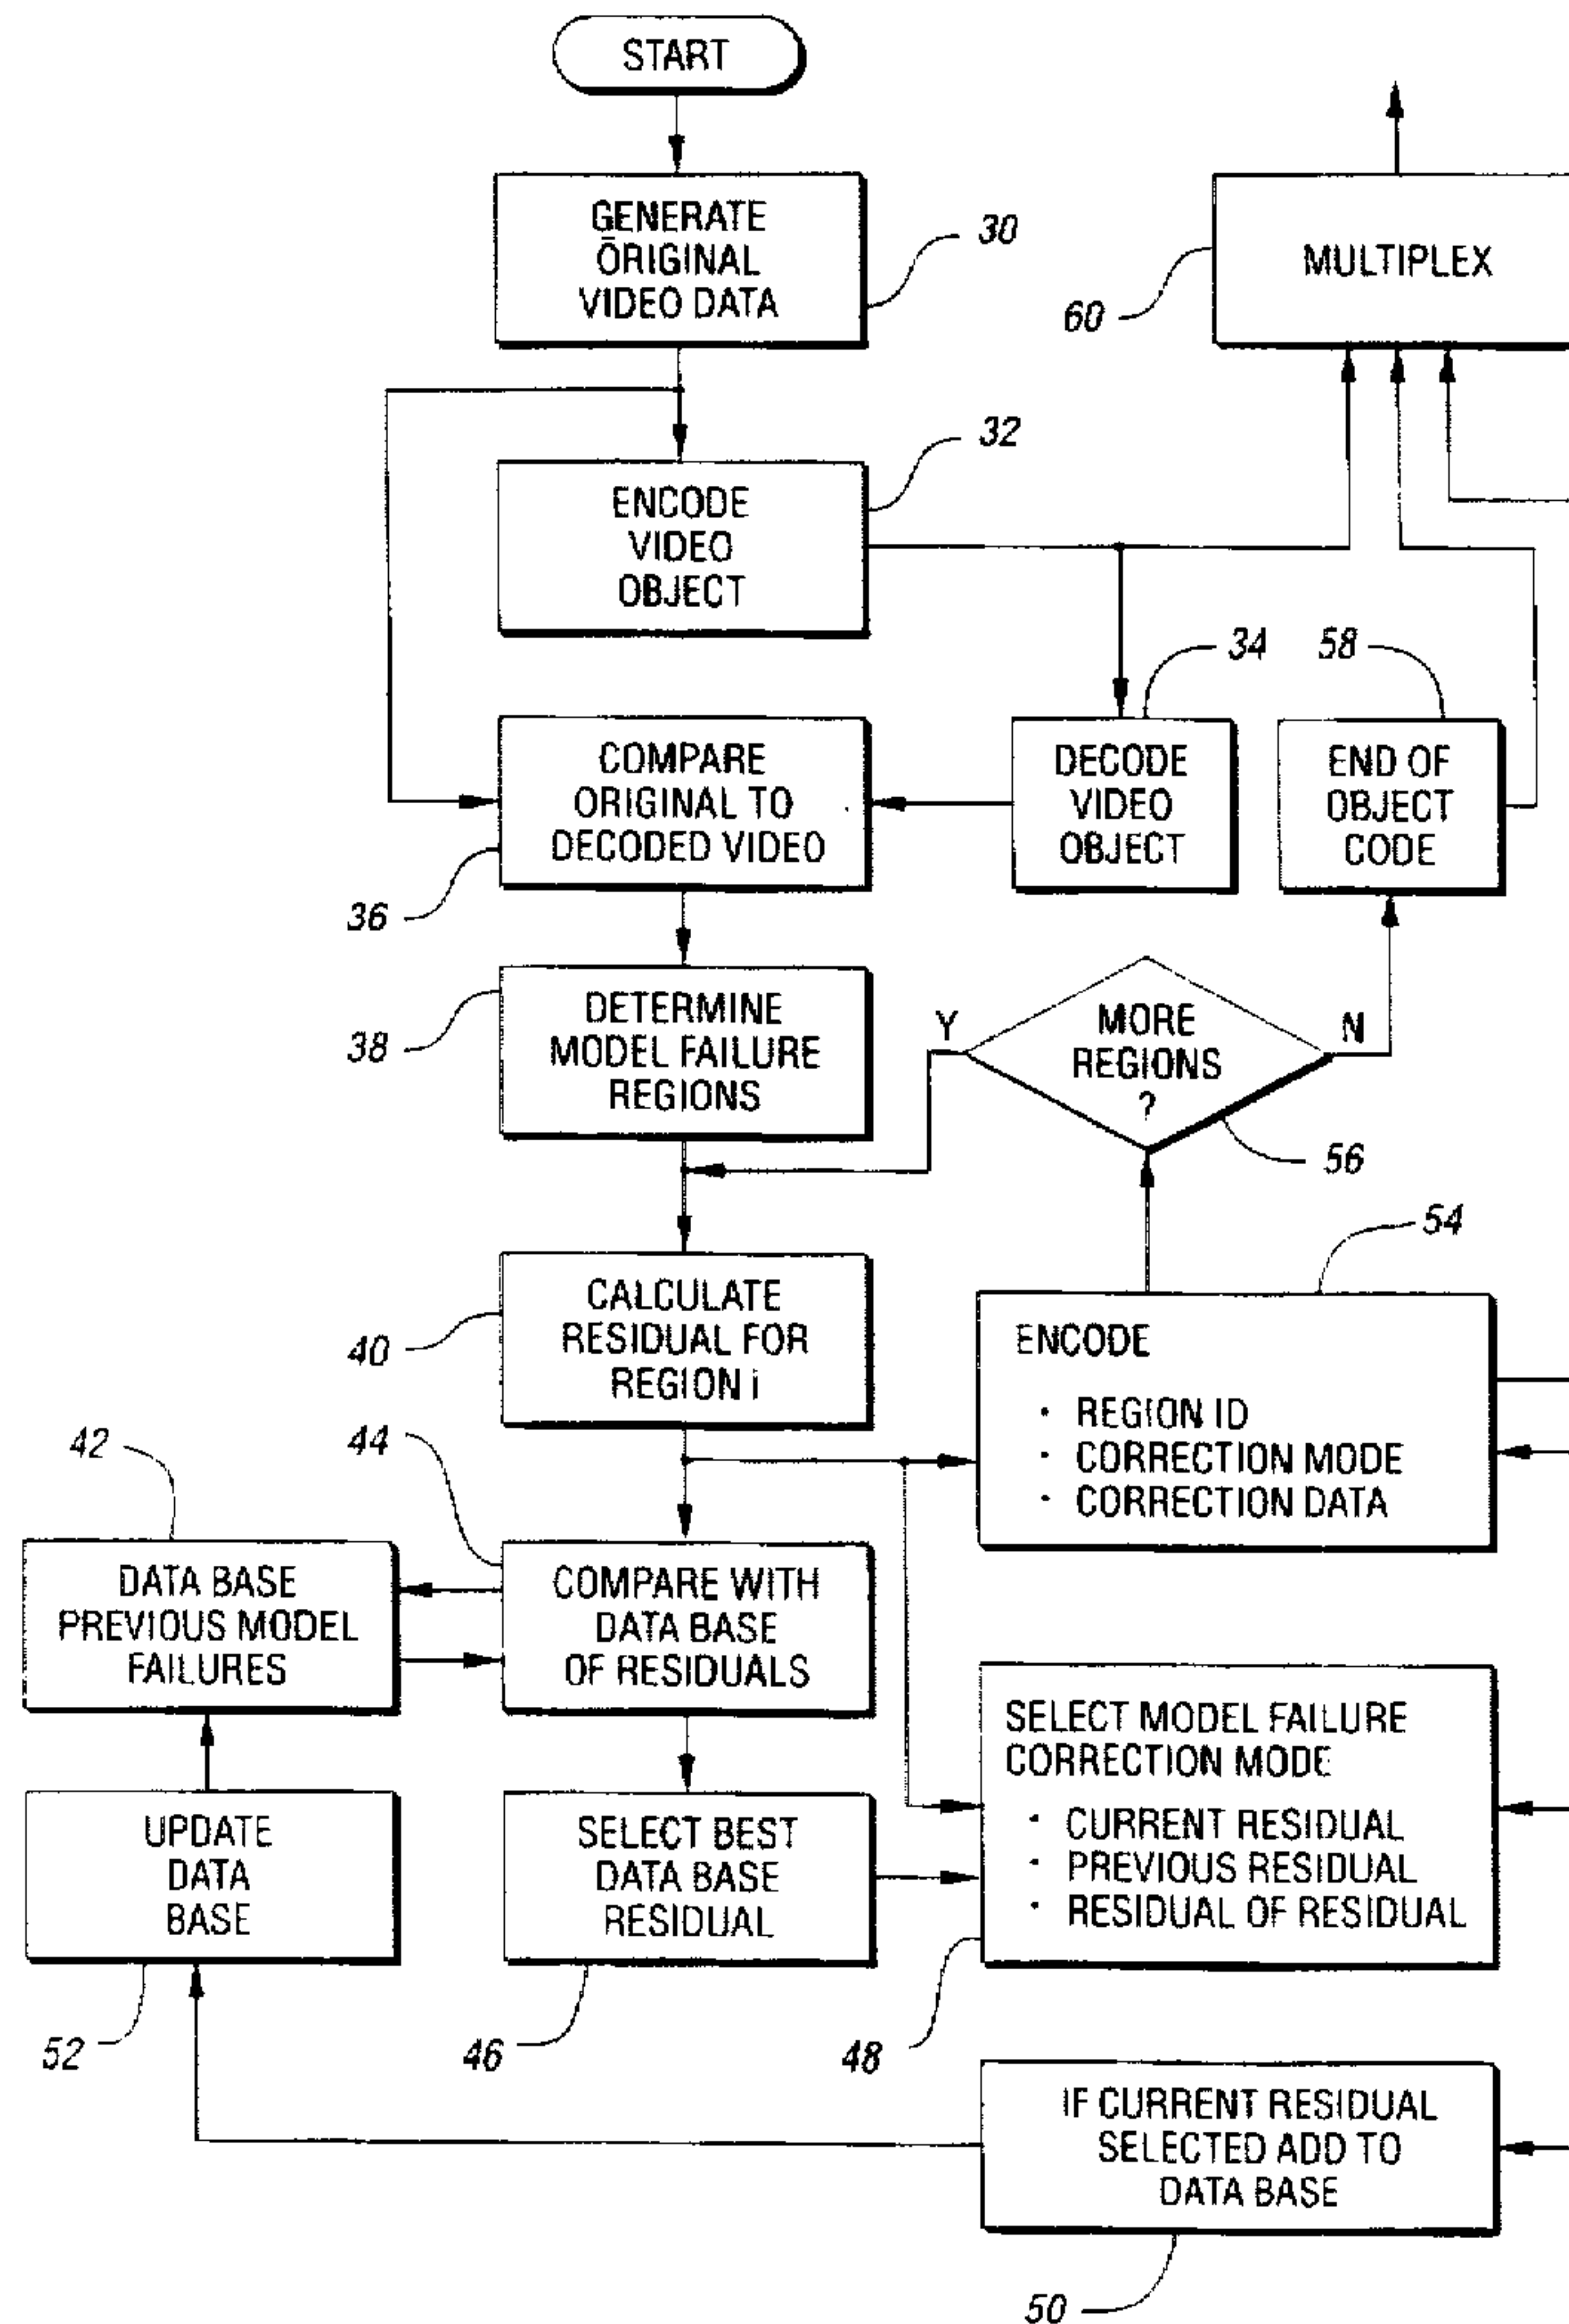 START
GENERATE
ORIGINAL
VIDEO DATA
30
MULTIPLEX
60
ENCODE
VIDEO
OBJECT
32
COMPARE
ORIGINAL TO
DECODED VIDEO
36
DECODE
VIDEO
OBJECT
34
END OF
OBJECT
CODE
58
DETERMINE
MODEL FAILURE
REGIONS
38
Y
MORE
REGIONS
?
N
56
CALCULATE
RESIDUAL FOR
REGION i
40
ENCODE
· REGION ID
· CORRECTION MODE
· CORRECTION DATA
54
DATA BASE
PREVIOUS MODEL
FAILURES
42
COMPARE WITH
DATA BASE
OF RESIDUALS
44
SELECT MODEL FAILURE
CORRECTION MODE
· CURRENT RESIDUAL
· PREVIOUS RESIDUAL
· RESIDUAL OF RESIDUAL
48
UPDATE
DATA
BASE
52
SELECT BEST
DATA BASE
RESIDUAL
46
IF CURRENT RESIDUAL
SELECTED ADD TO
DATA BASE
50